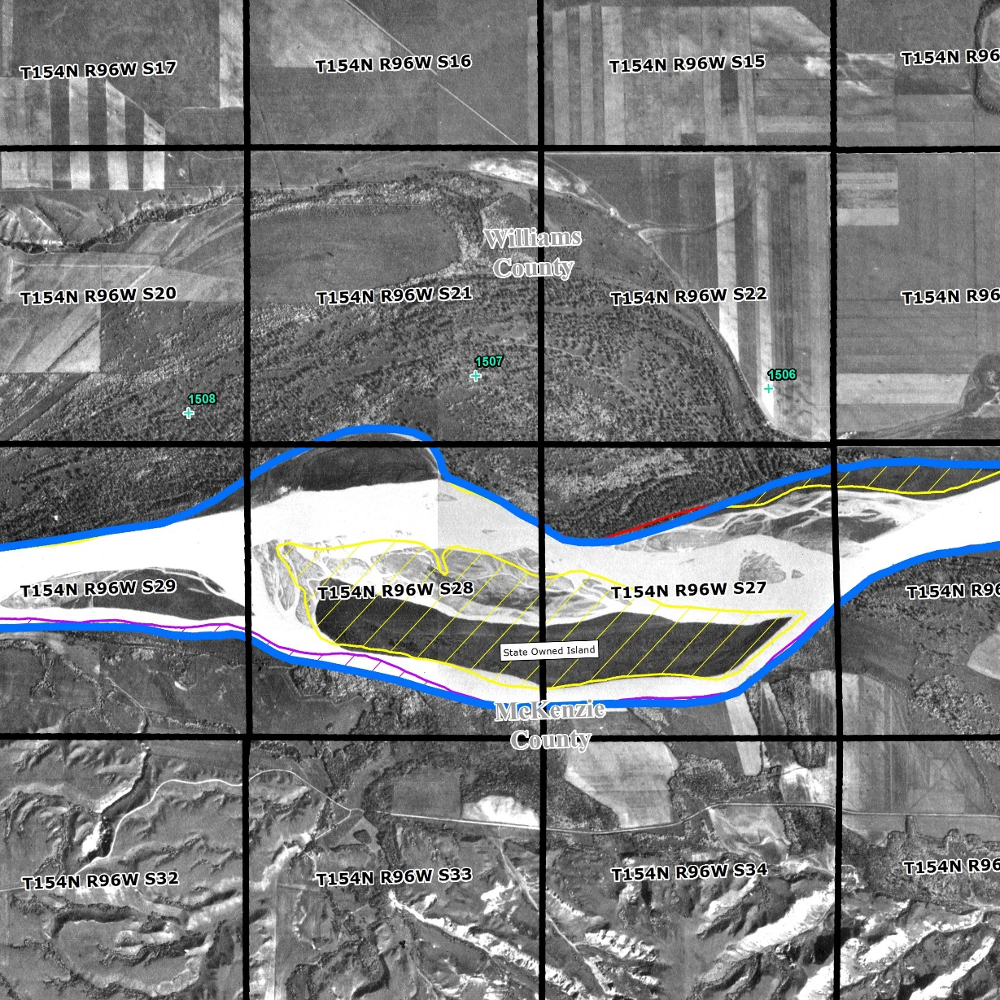 T154N R96W S17
T154N R96W S16
T154N R96W S15
T154N R96
Williams
County
T154N R96W S20
T154N R96W S21
T154N R96W S22
T154N R96
1508
1507
1506
T154N R96W S29
T154N R96W S28
T154N R96W S27
T154N R96
State Owned Island
McKenzie
County
T154N R96W S32
T154N R96W S33
T154N R96W S34
T154N R96